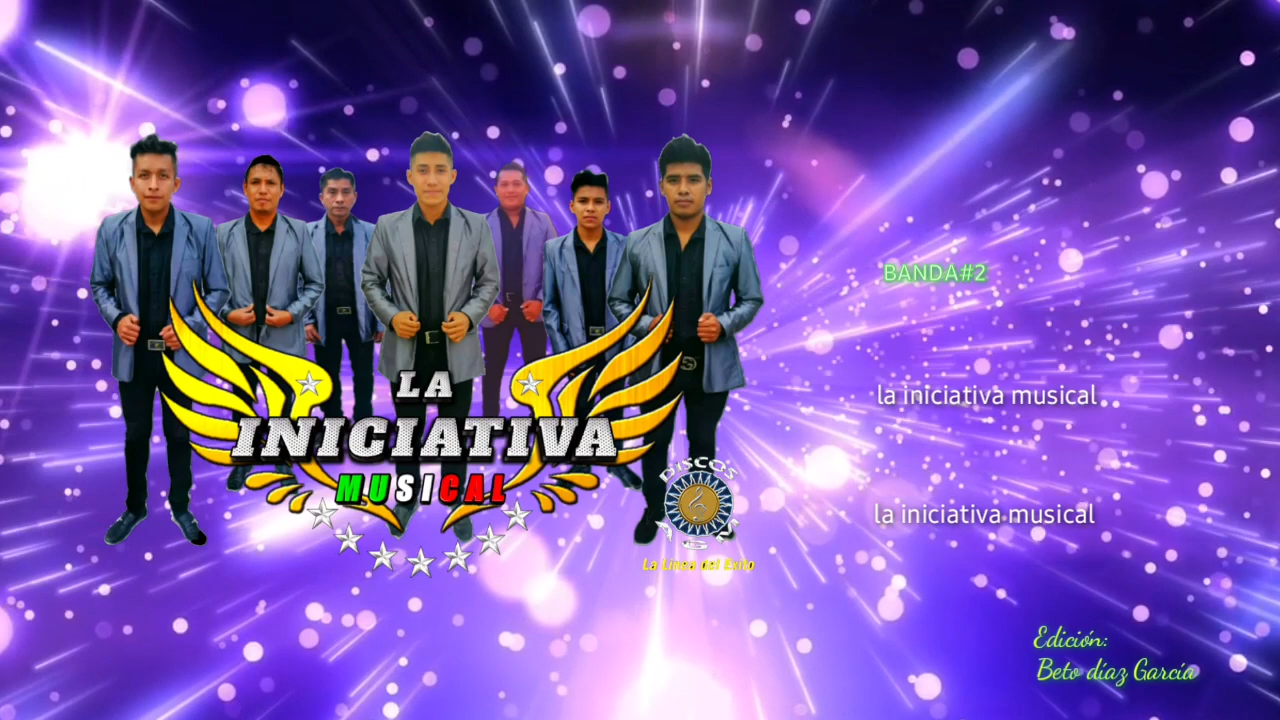 LA
INICIATIVA
MUSICAL
DISCOS
La Linea del Exito
BANDA#2
la iniciativa musical
la iniciativa musical
Edición:
Beto díaz García